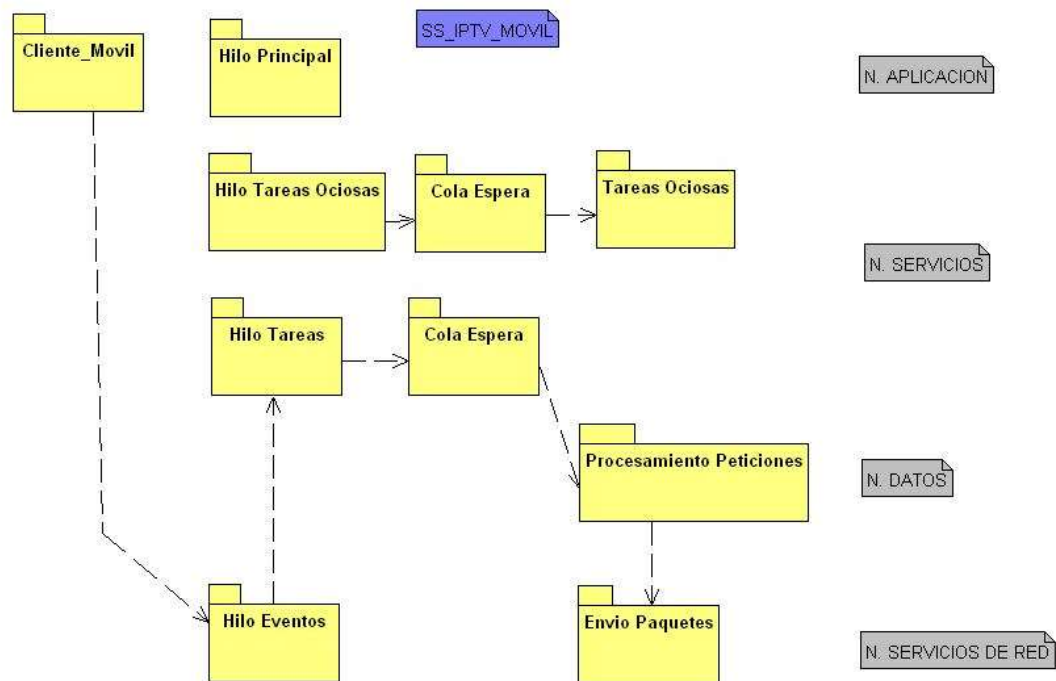 SS_IPTV_MOVIL
Cliente_Movil
Hilo Principal
N. APLICACION
Hilo Tareas Ociosas
Cola Espera
Tareas Ociosas
N. SERVICIOS
Hilo Tareas
Cola Espera
Procesamiento Peticiones
N. DATOS
Hilo Eventos
Envio Paquetes
N. SERVICIOS DE RED